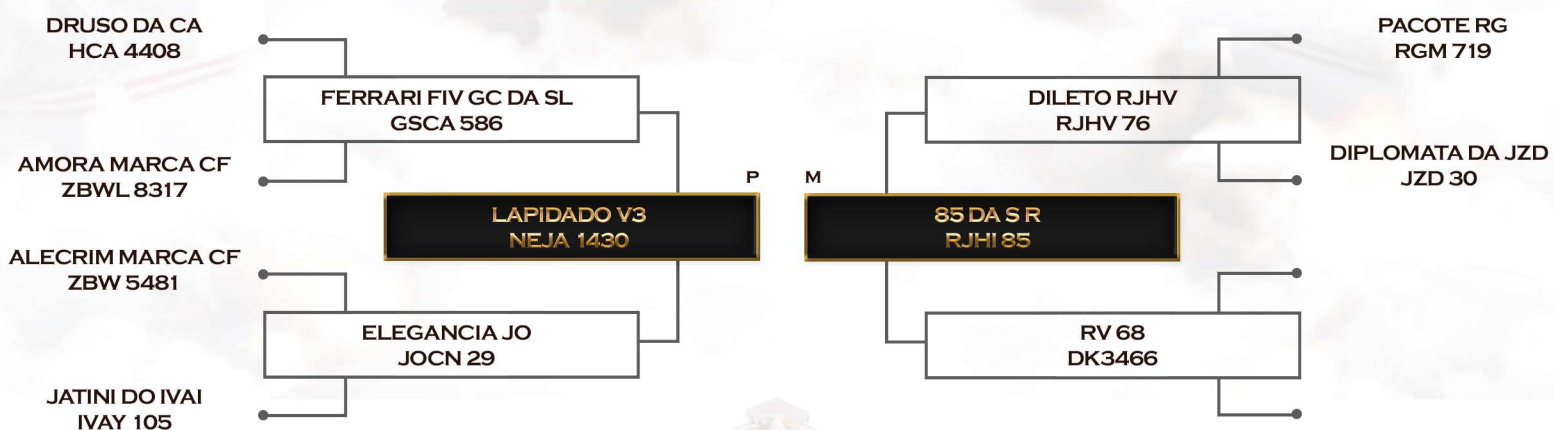 DRUSO DA CA
HCA 4408
FERRARI FIV GC DA SL
GSCA 586
AMORA MARCA CF
ZBWL 8317
P
LAPIDADO V3
NEJA 1430
ALECRIM MARCA CF
ZBW 5481
ELEGANCIA JO
JOCN 29
JATINI DO IVAI
IVAY 105
PACOTE RG
RGM 719
DILETO RJHV
RJHV 76
DIPLOMATA DA JZD
JZD 30
M
85 DA S R
RJHI 85
RV 68
DK3466